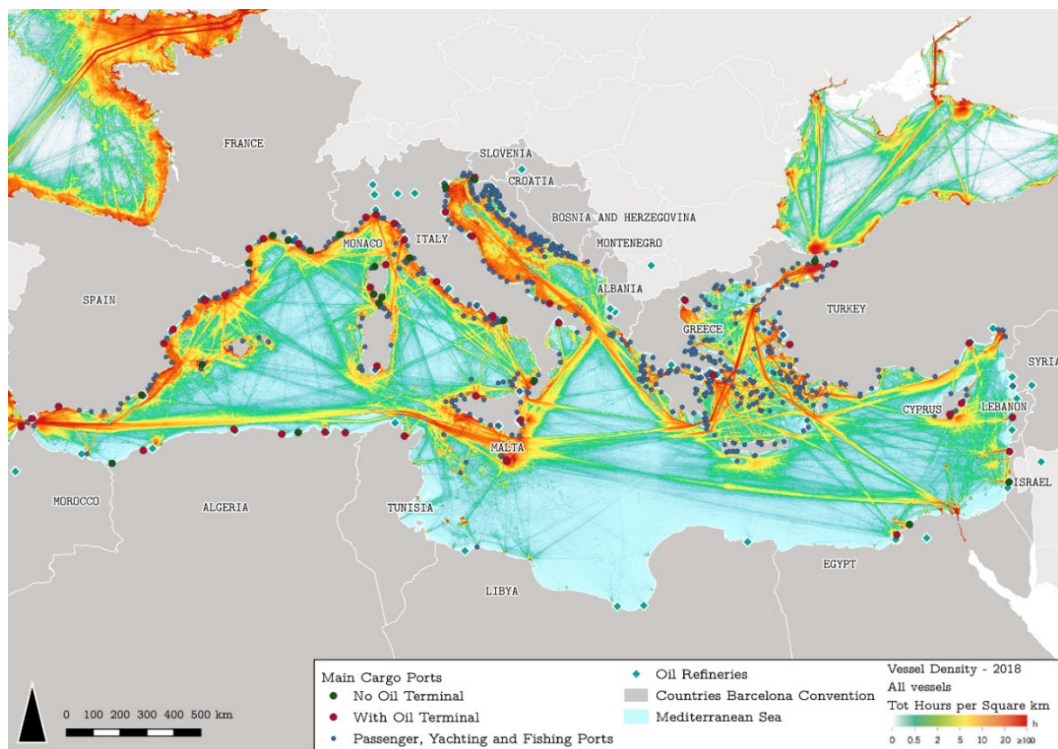 FRANCE
SLOVENIA
CROATIA
BOSNIA AND HERZEGOVINA
MONACO
ITALY
MONTENEGRO
SPAIN
ALBANIA
GREECE
TURKEY
SYRIA
CYPRUS
LEBANON
MALTA
ISRAEL
MOROCCO
ALGERIA
TUNISIA
EGYPT
LIBYA
0 100 200 300 400 500 km
Main Cargo Ports
No Oil Terminal
With Oil Terminal
Passenger, Yachting and Fishing Ports
Oil Refineries
Countries Barcelona Convention
Mediterranean Sea
Vessel Density - 2018
All vessels
Tot Hours per Square km
h
0 0.5 2 5 10 20 ≥100